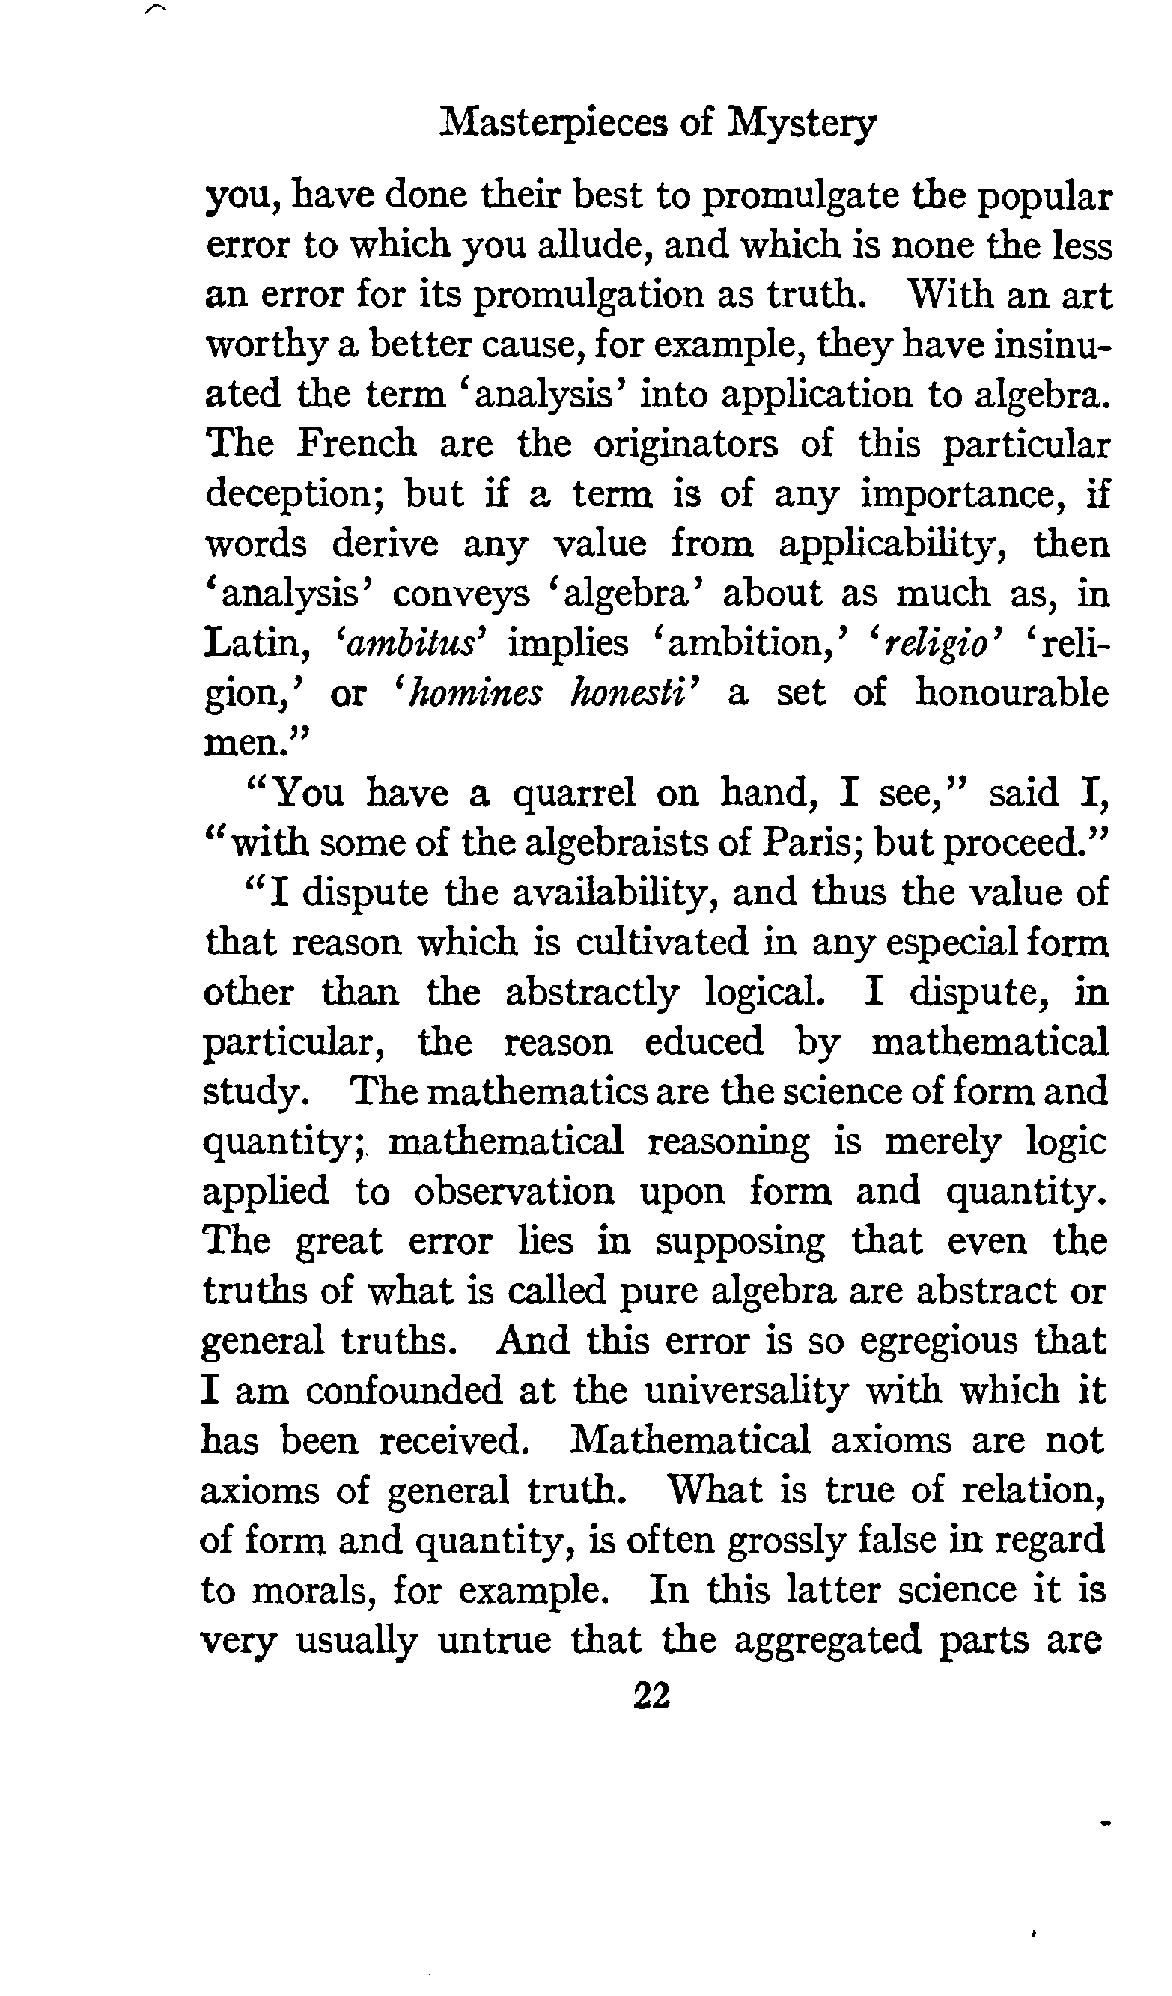 Masterpieces of Mystery
you, have done their best to promulgate the popular
error to which you allude, and which is none the less
an error for its promulgation as truth. With an art
worthy a better cause, for example, they have insinu-
ated the term ‘analysis’ into application to algebra.
The French are the originators of this particular
deception; but if a term is of any importance, if
words derive any value from applicability, then
‘analysis’ conveys ‘algebra’ about as much as, in
Latin, ‘ambitus’ implies ‘ambition,’ ‘religio’ ‘reli-
gion,’ or ‘homines honesti’ a set of honourable
men.”
“You have a quarrel on hand, I see,” said I,
“with some of the algebraists of Paris; but proceed.”
“I dispute the availability, and thus the value of
that reason which is cultivated in any especial form
other than the abstractly logical. I dispute, in
particular, the reason educed by mathematical
study. The mathematics are the science of form and
quantity; mathematical reasoning is merely logic
applied to observation upon form and quantity.
The great error lies in supposing that even the
truths of what is called pure algebra are abstract or
general truths. And this error is so egregious that
I am confounded at the universality with which it
has been received. Mathematical axioms are not
axioms of general truth. What is true of relation,
of form and quantity, is often grossly false in regard
to morals, for example. In this latter science it is
very usually untrue that the aggregated parts are
22